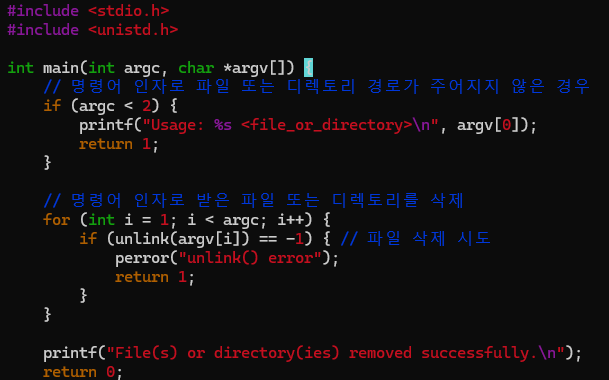 #include <stdio.h>
#include <unistd.h>

int main(int argc, char *argv[]) {
    // 명령어 인자로 파일 또는 디렉토리 경로가 주어지지 않은 경우
    if (argc < 2) {
        printf("Usage: %s <file_or_directory>\n", argv[0]);
        return 1;
    }

    // 명령어 인자로 받은 파일 또는 디렉토리를 삭제
    for (int i = 1; i < argc; i++) {
        if (unlink(argv[i]) == -1) { // 파일 삭제 시도
            perror("unlink() error");
            return 1;
        }
    }

    printf("File(s) or directory(ies) removed successfully.\n");
    return 0;